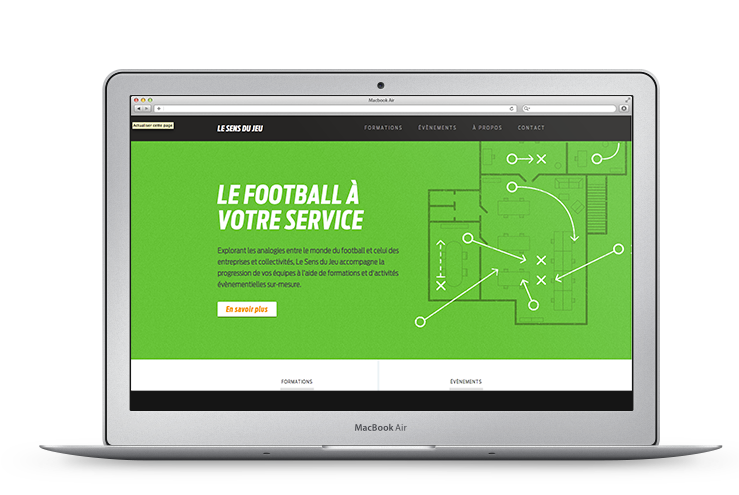 Macbook Air
Actualiser cette page
LE SENS DU JEU
FORMATIONS ÉVÈNEMENTS À PROPOS CONTACT
LE FOOTBALL À
VOTRE SERVICE
Explorant les analogies entre le monde du football et celui des
entreprises et collectivités, Le Sens du Jeu accompagne la
progression de vos équipes à l'aide de formations et d'activités
évènementielles sur-mesure.
En savoir plus
FORMATIONS ÉVÈNEMENTS
MacBook Air